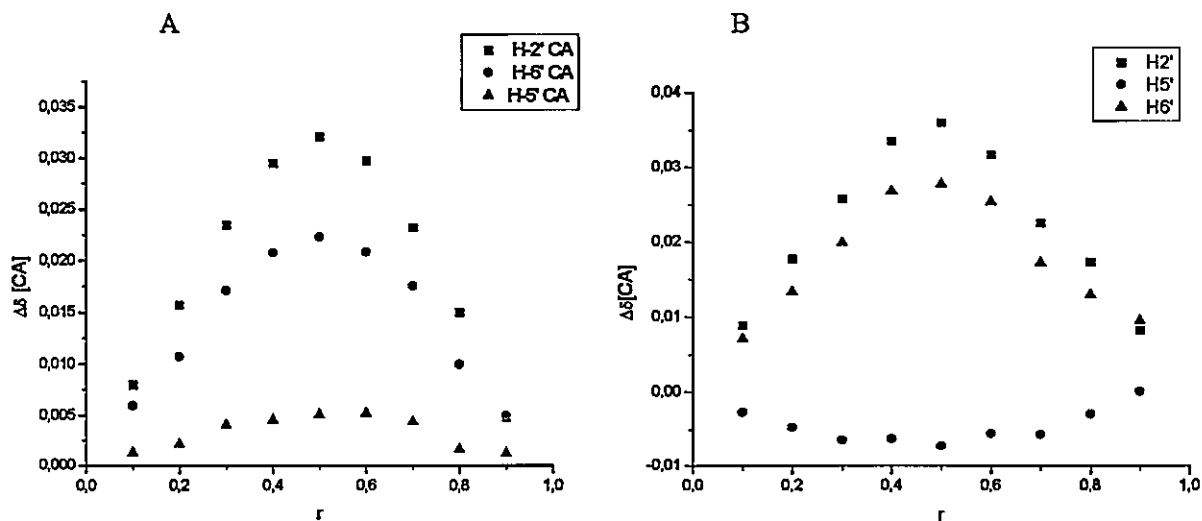 A
H-2' CA
H-6' CA
H-5' CA
0,035
0,030
0,025
0,020
0,015
0,010
0,005
0,000
Δδ [CA]
0,0
0,2
0,4
0,6
0,8
1,0
r
B
H2'
H5'
H6'
0,04
0,03
0,02
0,01
0,00
-0,01
Δδ[CA]
0,0
0,2
0,4
0,6
0,8
1,0
r